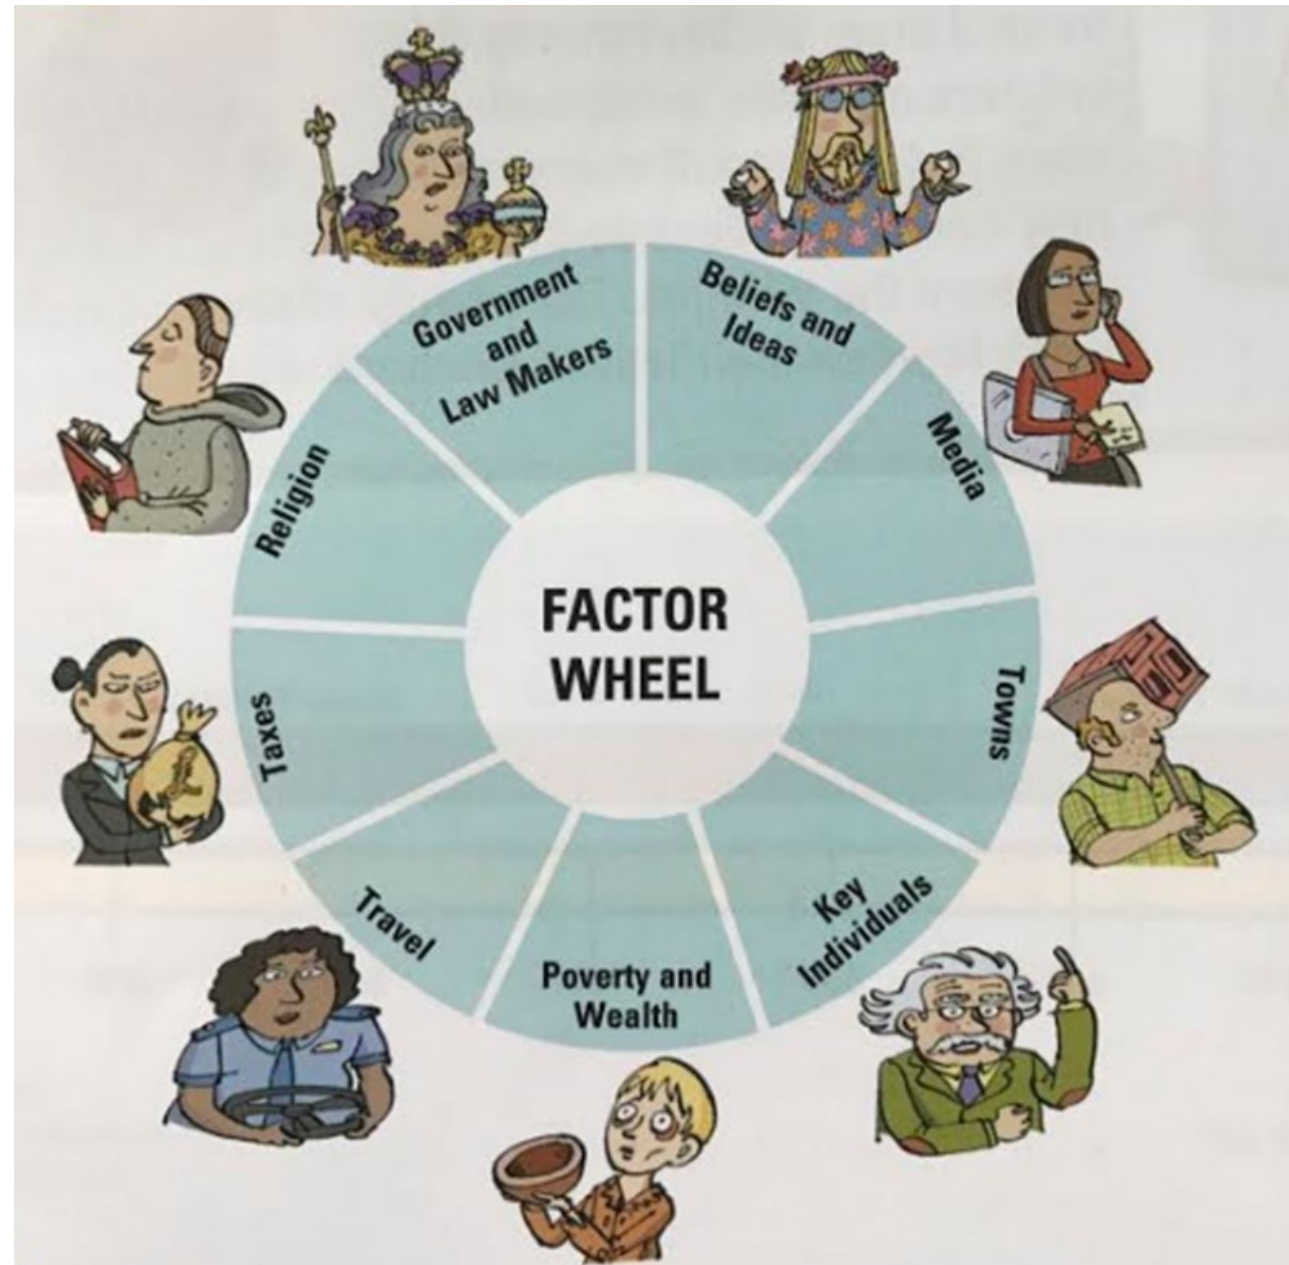 Government
and
Law Makers
Beliefs and
Ideas
Media
Towns
Key
Individuals
Poverty and
Wealth
Travel
Taxes
Religion
FACTOR
WHEEL
£